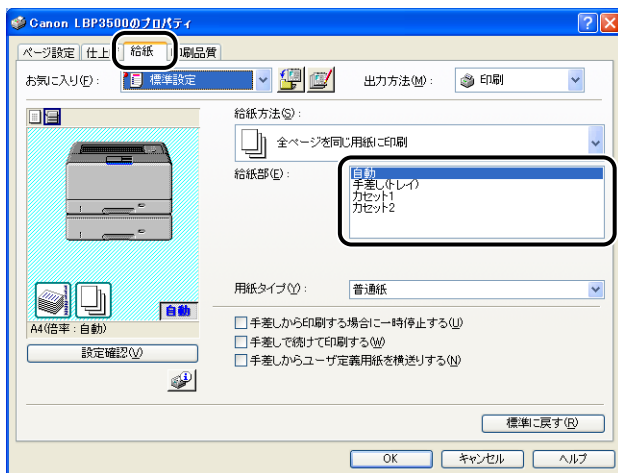 Canon LBP3500のプロパティ
ページ設定 仕上 給紙 印刷品質
お気に入り(F): 標準設定 出力方法(M): 印刷
給紙方法(S):
全ページを同じ用紙に印刷
給紙部(E):
自動
手差し(トレイ)
カセット1
カセット2
用紙タイプ(Y): 普通紙
自動
A4(倍率:自動)
設定確認(V)
手差しから印刷する場合に一時停止する(U)
手差しで続けて印刷する(W)
手差しからユーザ定義用紙を横送りする(N)
標準に戻す(R)
OK キャンセル ヘルプ